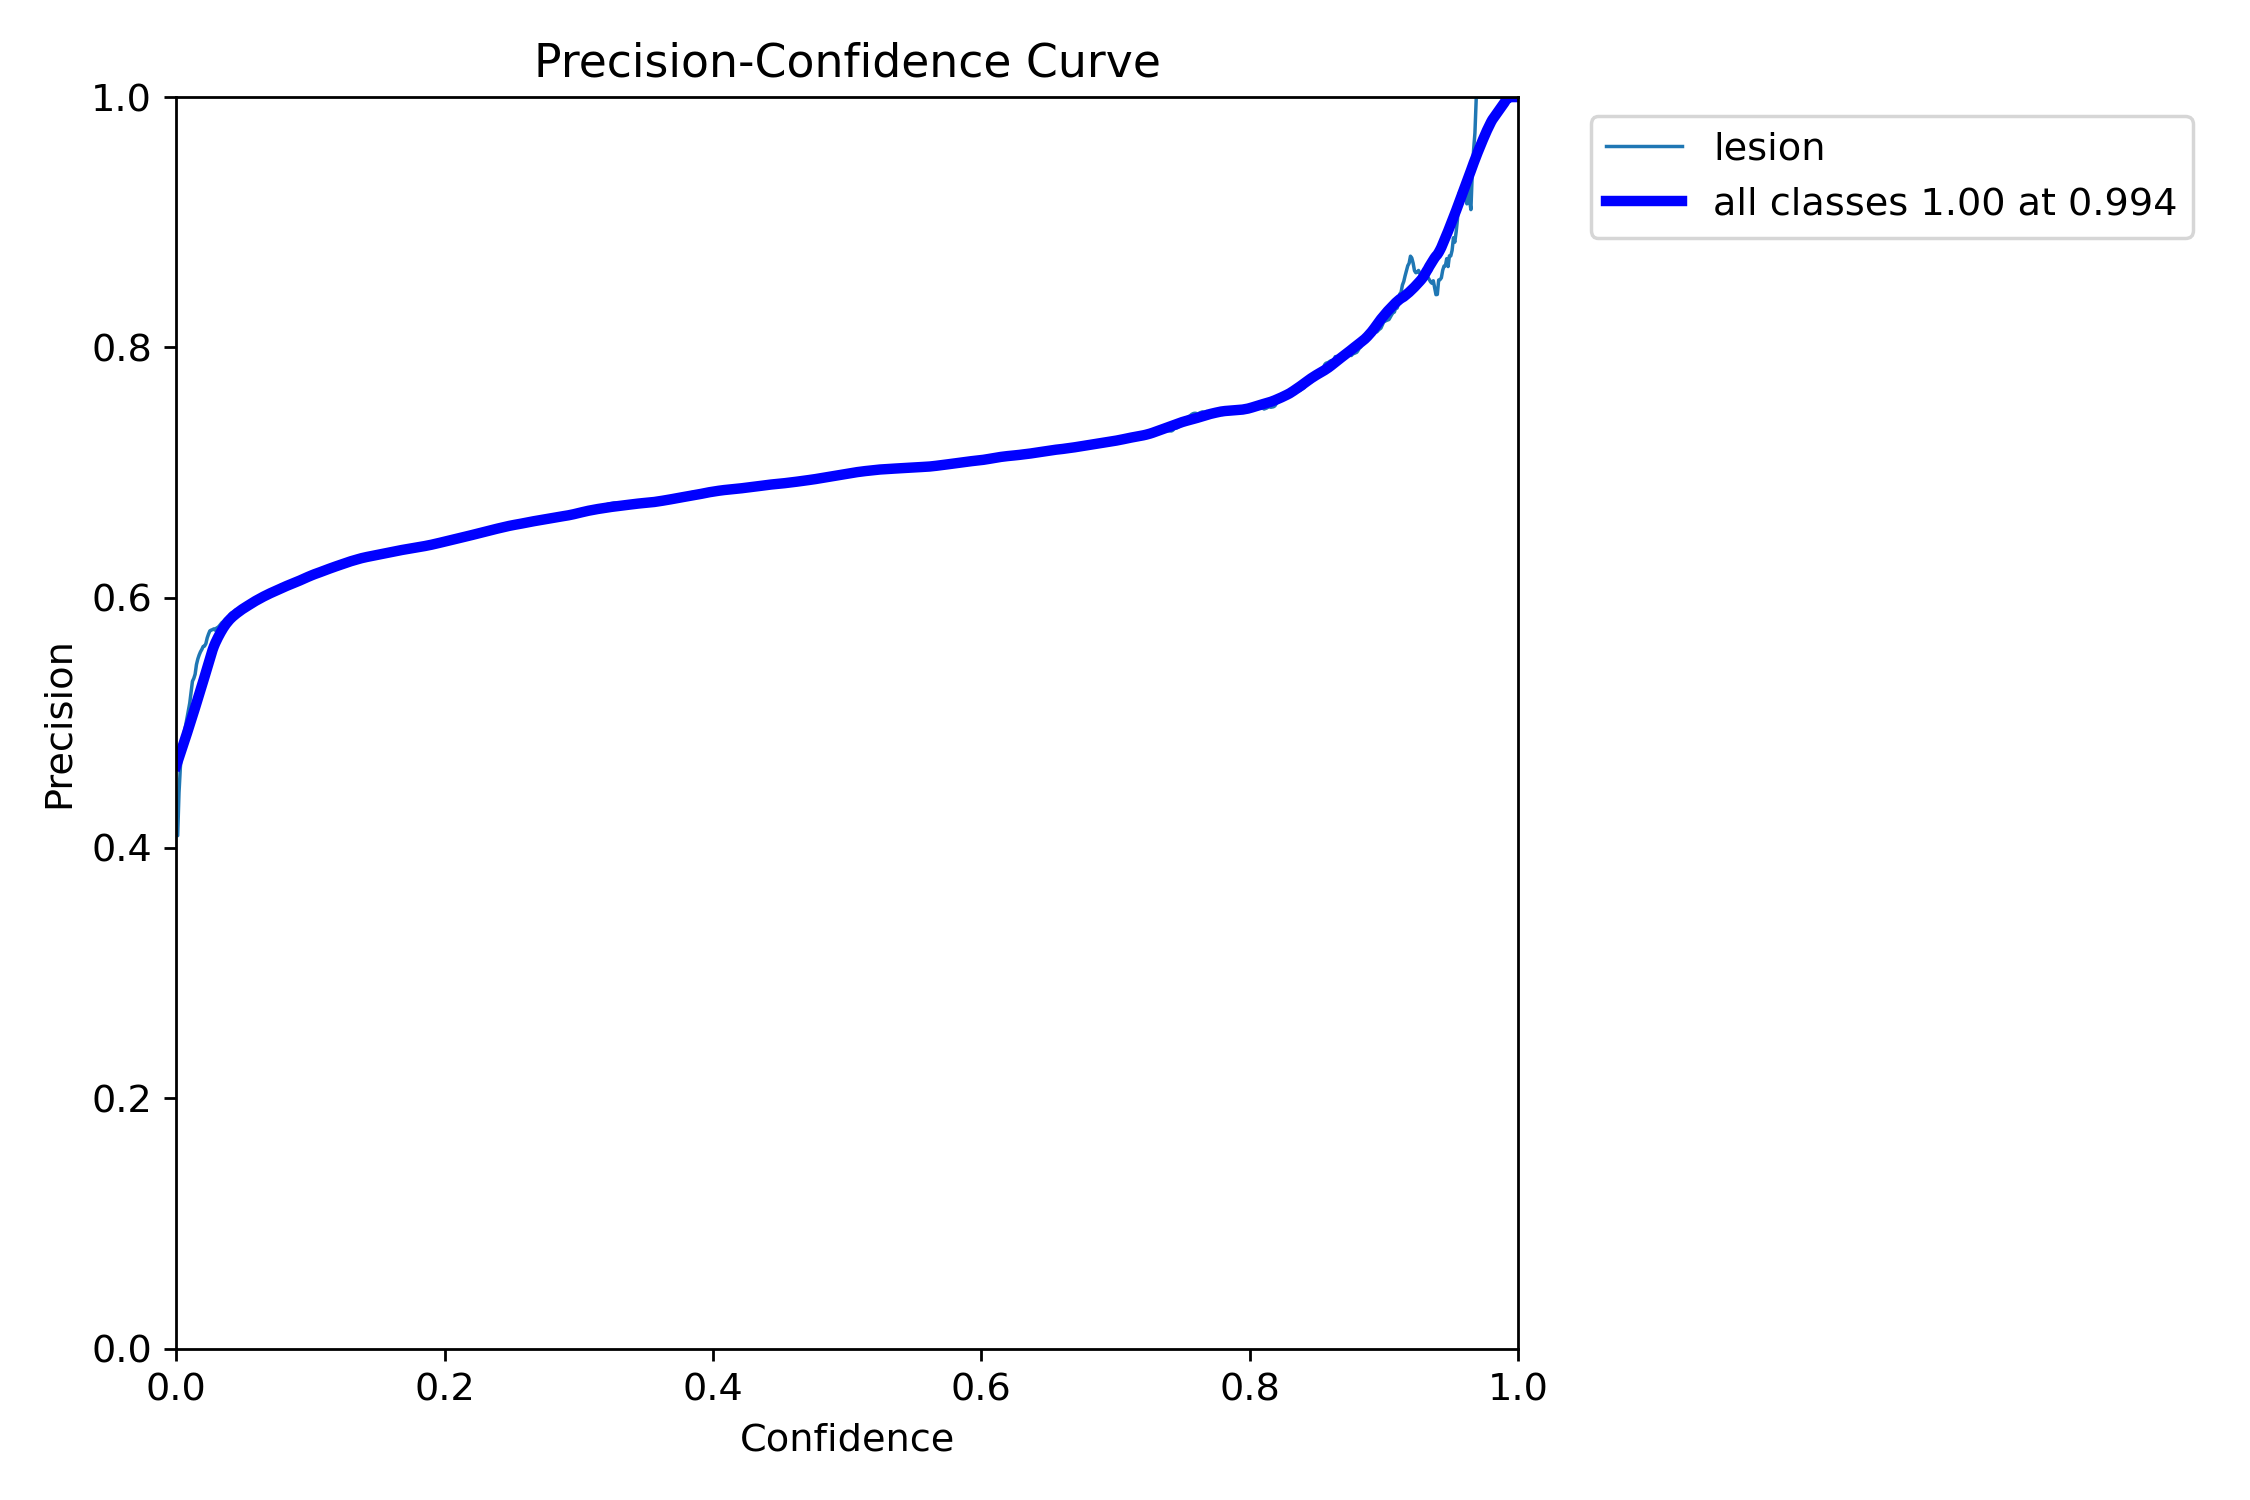 Precision-Confidence Curve
1.0
0.8
0.6
0.4
0.2
0.0
Precision
0.0 0.2 0.4 0.6 0.8 1.0
Confidence
lesion
all classes 1.00 at 0.994